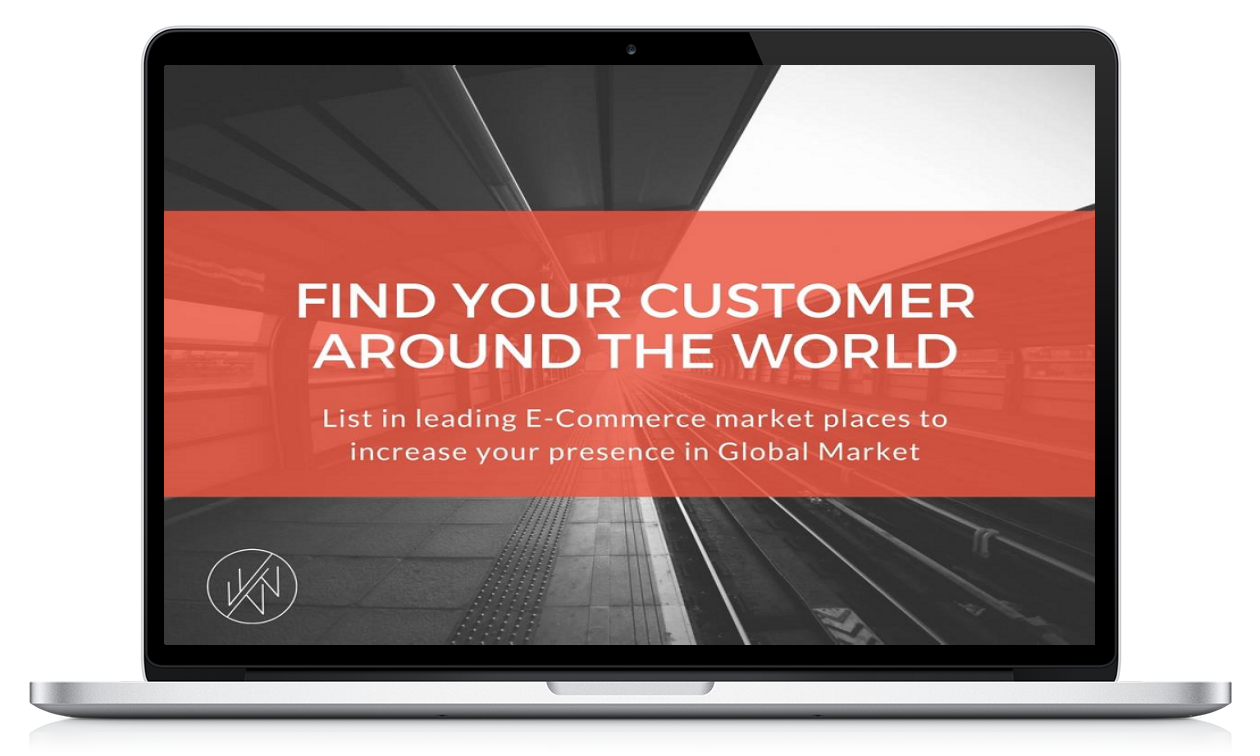 FIND YOUR CUSTOMER
AROUND THE WORLD
List in leading E-Commerce market places to
increase your presence in Global Market